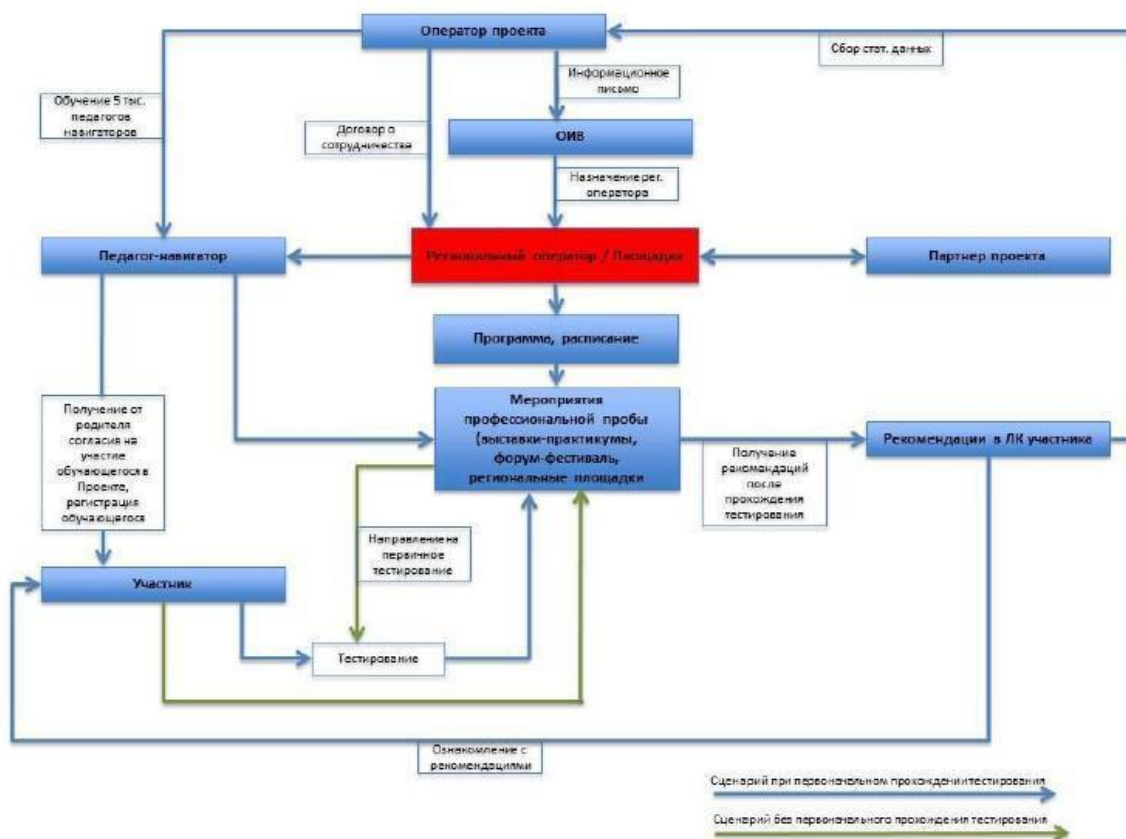 Оператор проекта
Сбор стат. данных
Информационное
письмо
Обучение 5 тыс.
педагогов
навигаторов
Договор о
сотрудничестве
ОИВ
Назначение рег.
оператора
Педагог-навигатор
Региональный оператор / Площадка
Партнер проекта
Программа, расписание
Мероприятия
профессиональной пробы
(выставки-практикумы,
форум-фестиваль,
региональные площадки
Получение от
родителя
согласия на
участие
обучающегося в
Проекте,
регистрация
обучающегося
Получение
рекомендаций
после
прохождения
тестирования
Рекомендации в ЛК участника
Направление на
первичное
тестирование
Участник
Тестирование
Ознакомление с
рекомендациями
Сценарий при первоначальном прохождении тестирования
Сценарий без первоначального прохождения тестирования